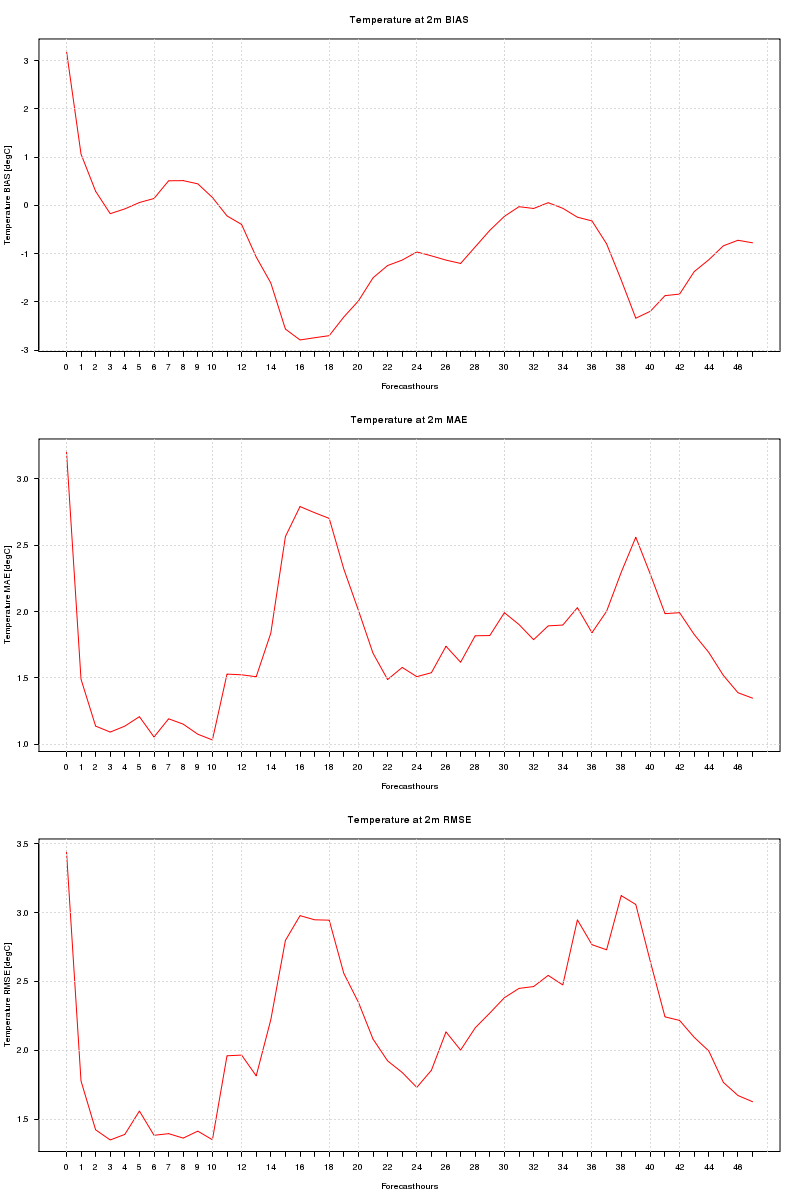 Temperature at 2m BIAS
Temperature BIAS [degC]
3
2
1
0
-1
-2
-3
0 1 2 3 4 5 6 7 8 9 10 12 14 16 18 20 22 24 26 28 30 32 34 36 38 40 42 44 46
Forecasthours
Temperature at 2m MAE
Temperature MAE [degC]
3.0
2.5
2.0
1.5
1.0
0 1 2 3 4 5 6 7 8 9 10 12 14 16 18 20 22 24 26 28 30 32 34 36 38 40 42 44 46
Forecasthours
Temperature at 2m RMSE
Temperature RMSE [degC]
3.5
3.0
2.5
2.0
1.5
0 1 2 3 4 5 6 7 8 9 10 12 14 16 18 20 22 24 26 28 30 32 34 36 38 40 42 44 46
Forecasthours